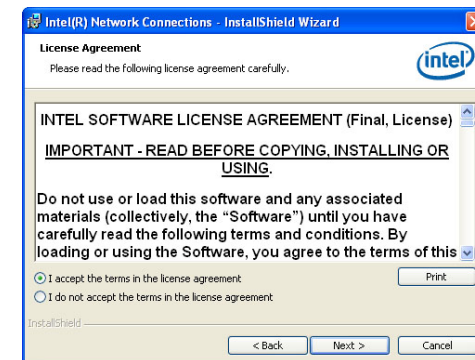 Intel(R) Network Connections - InstallShield Wizard
License Agreement
Please read the following license agreement carefully.
intel
INTEL SOFTWARE LICENSE AGREEMENT (Final, License)
IMPORTANT - READ BEFORE COPYING, INSTALLING OR
USING.
Do not use or load this software and any associated
materials (collectively, the “Software”) until you have
carefully read the following terms and conditions. By
loading or using the Software, you agree to the terms of this
I accept the terms in the license agreement
Print
I do not accept the terms in the license agreement
InstallShield
< Back Next > Cancel